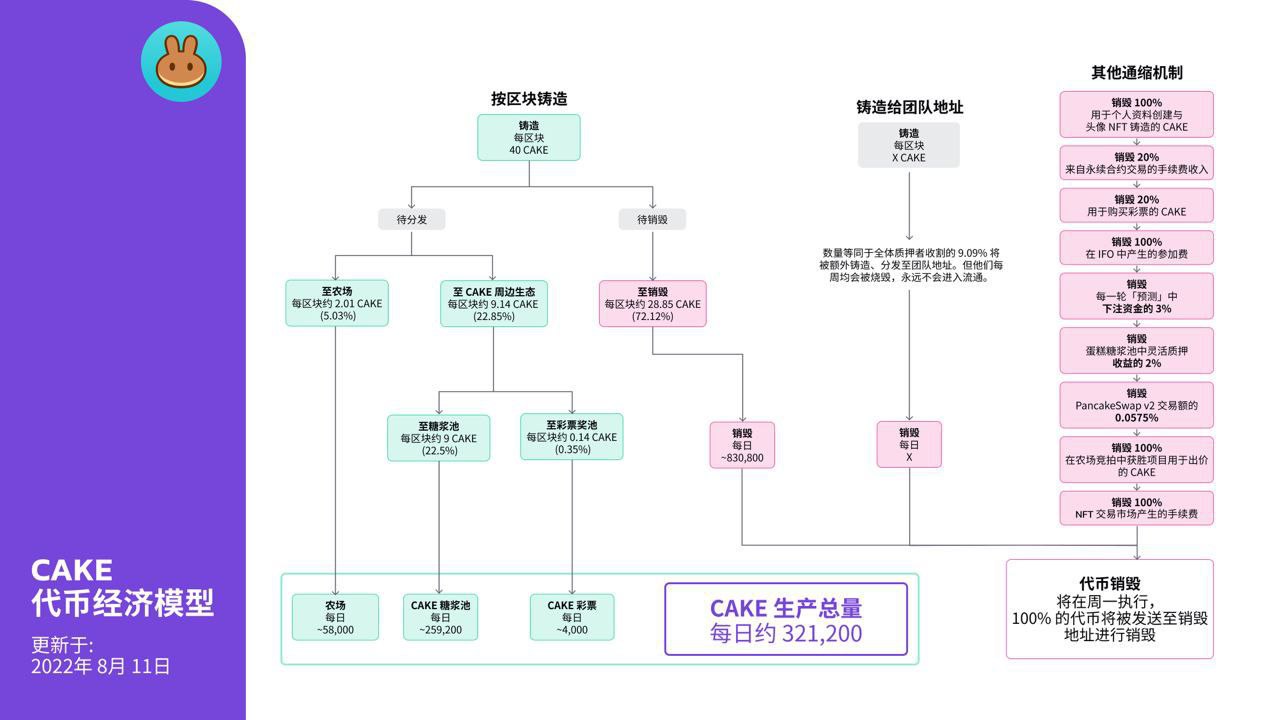 CAKE
代币经济模型
更新于:
2022年 8月 11日
按区块铸造
铸造
每区块
40 CAKE
待分发
待销毁
至农场
每区块约 2.01 CAKE
(5.03%)
至 CAKE 周边生态
每区块约 9.14 CAKE
(22.85%)
至销毁
每区块约 28.85 CAKE
(72.12%)
至糖浆池
每区块约 9 CAKE
(22.5%)
至彩票奖池
每区块约 0.14 CAKE
(0.35%)
销毁
每日
~830,800
农场
每日
~58,000
CAKE 糖浆池
每日
~259,200
CAKE 彩票
每日
~4,000
CAKE 生产总量
每日约 321,200
铸造给团队地址
铸造
每区块
X CAKE
数量等同于全体质押者收割的 9.09% 将
被额外铸造、分发至团队地址。但他们每
周均会被烧毁，永远不会进入流通。
销毁
每日
X
其他通缩机制
销毁 100%
用于个人资料创建与
头像 NFT 铸造的 CAKE
销毁 20%
来自永续合约交易的手续费收入
销毁 20%
用于购买彩票的 CAKE
销毁 100%
在 IFO 中产生的参加费
销毁
每一轮「预测」中
下注资金的 3%
销毁
蛋糕糖浆池中灵活质押
收益的 2%
销毁
PancakeSwap v2 交易额的
0.0575%
销毁 100%
在农场竞拍中获胜项目用于出价
的 CAKE
销毁 100%
NFT 交易市场产生的手续费
代币销毁
将在周一执行，
100% 的代币将被发送至销毁
地址进行销毁